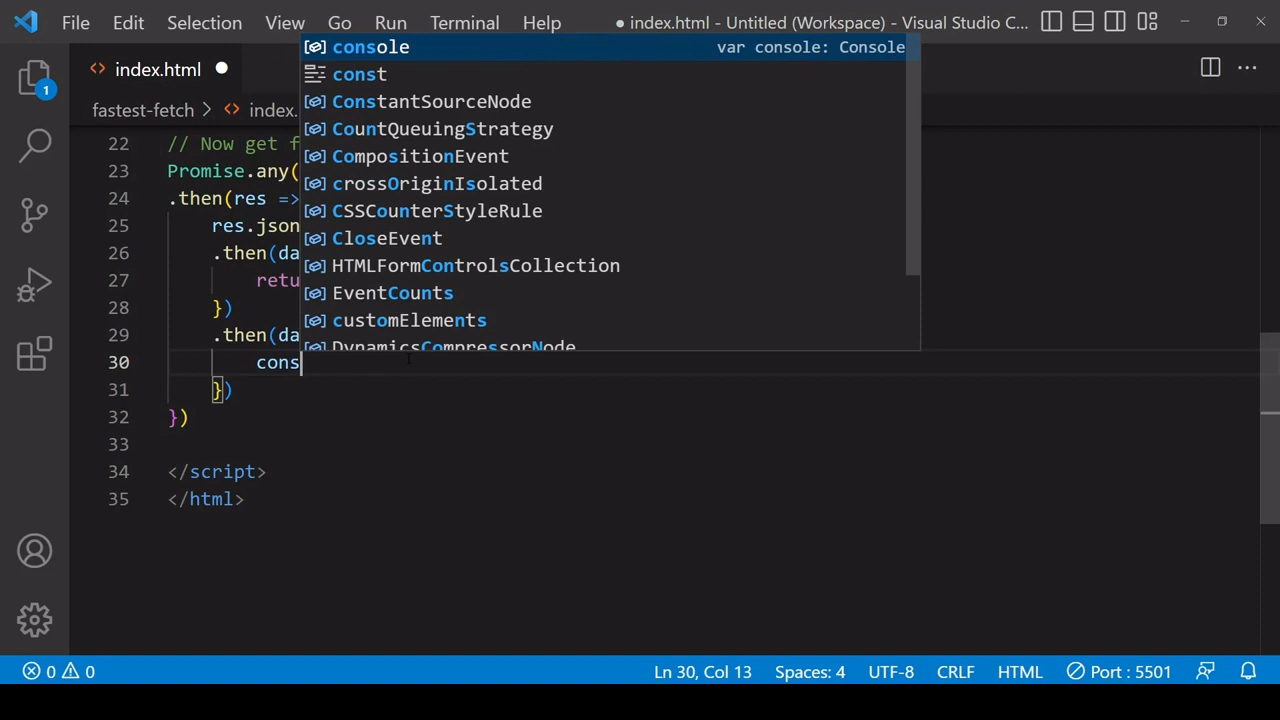 File Edit Selection View Go Run Terminal Help ● index.html - Untitled (Workspace) - Visual Studio C...
<> index.html ●
1
fastest-fetch > <> index.
console var console: Console
const
ConstantSourceNode
CountQueuingStrategy
CompositionEvent
crossOriginIsolated
CSSCounterStyleRule
CloseEvent
HTMLFormControlsCollection
EventCounts
customElements
DynamicsCompressorNode
22 // Now get f
23 Promise.any(
24 .then(res =>
25 res.json
26 .then(da
27 retu
28 })
29 .then(da
30 cons
31 })
32 })
33
34 </script>
35 </html>
0 0 Ln 30, Col 13 Spaces: 4 UTF-8 CRLF HTML Port : 5501